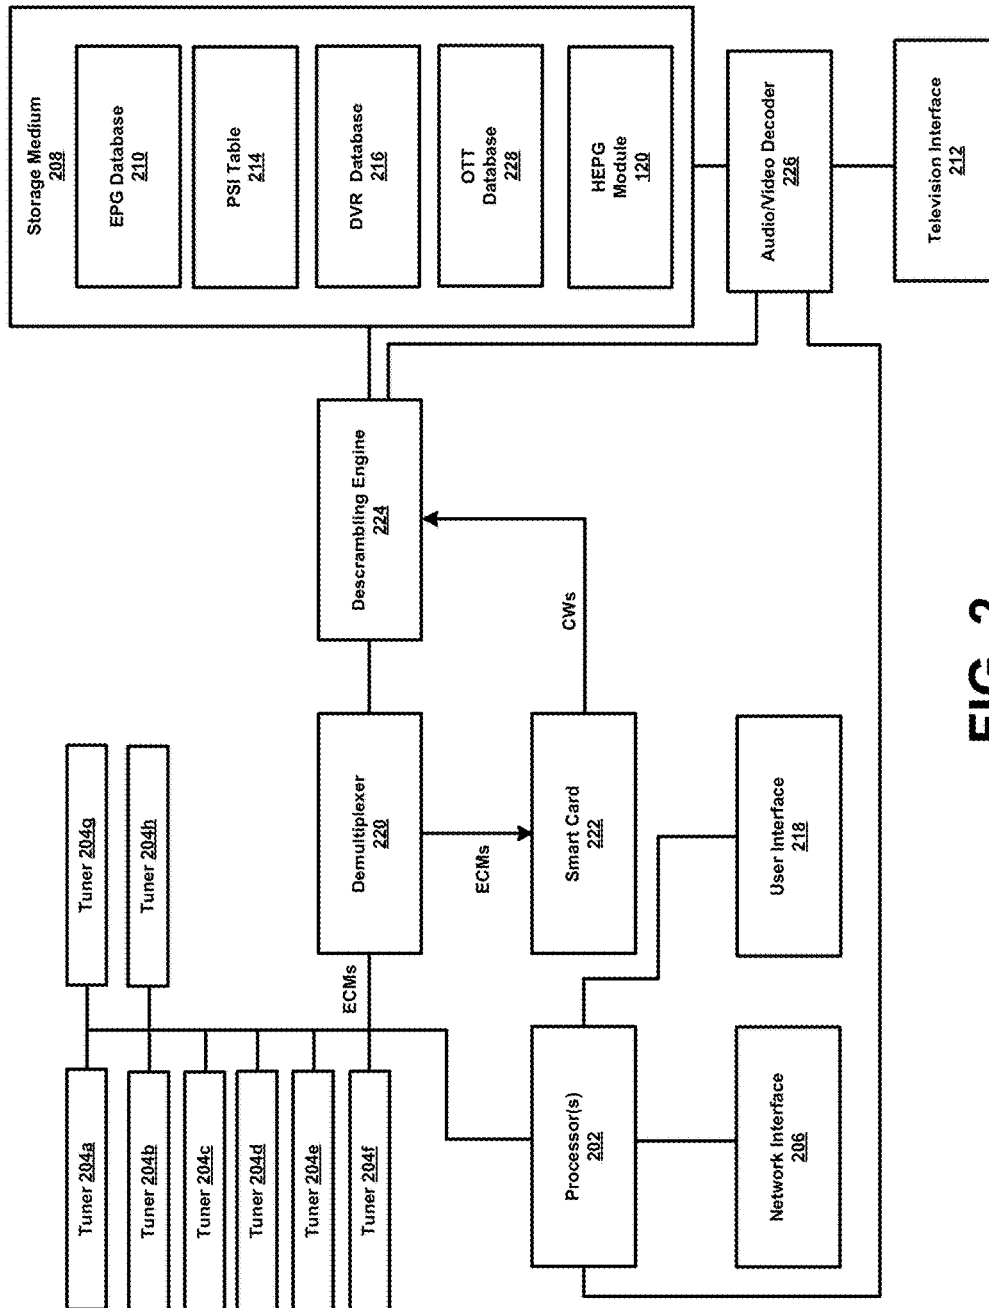 Tuner 204a
Tuner 204b
Tuner 204c
Tuner 204d
Tuner 204e
Tuner 204f
Tuner 204g
Tuner 204h
Storage Medium
208
EPG Database
210
PSI Table
214
DVR Database
216
OTT
Database
228
HEPG
Module
120
ECMs
Demultiplexer
220
Descrambling Engine
224
ECMs
CWs
Processor(s)
202
Smart Card
222
Network Interface
206
User Interface
218
Audio/Video Decoder
226
Television Interface
212
FIG. 2